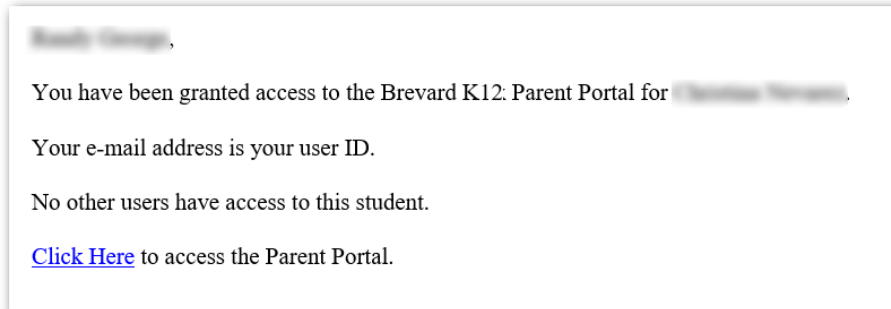 ,
You have been granted access to the Brevard K12: Parent Portal for .
Your e-mail address is your user ID.
No other users have access to this student.
Click Here to access the Parent Portal.